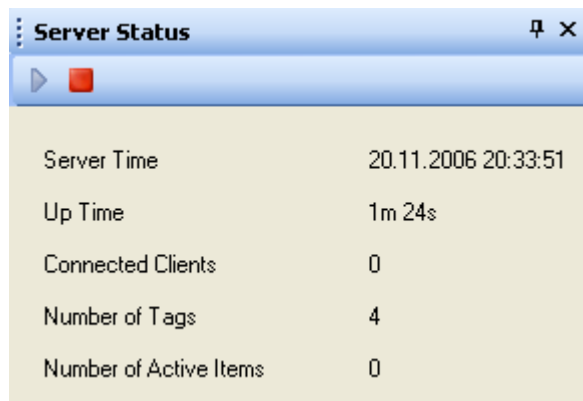 Server Status
Server Time 20.11.2006 20:33:51
Up Time 1m 24s
Connected Clients 0
Number of Tags 4
Number of Active Items 0